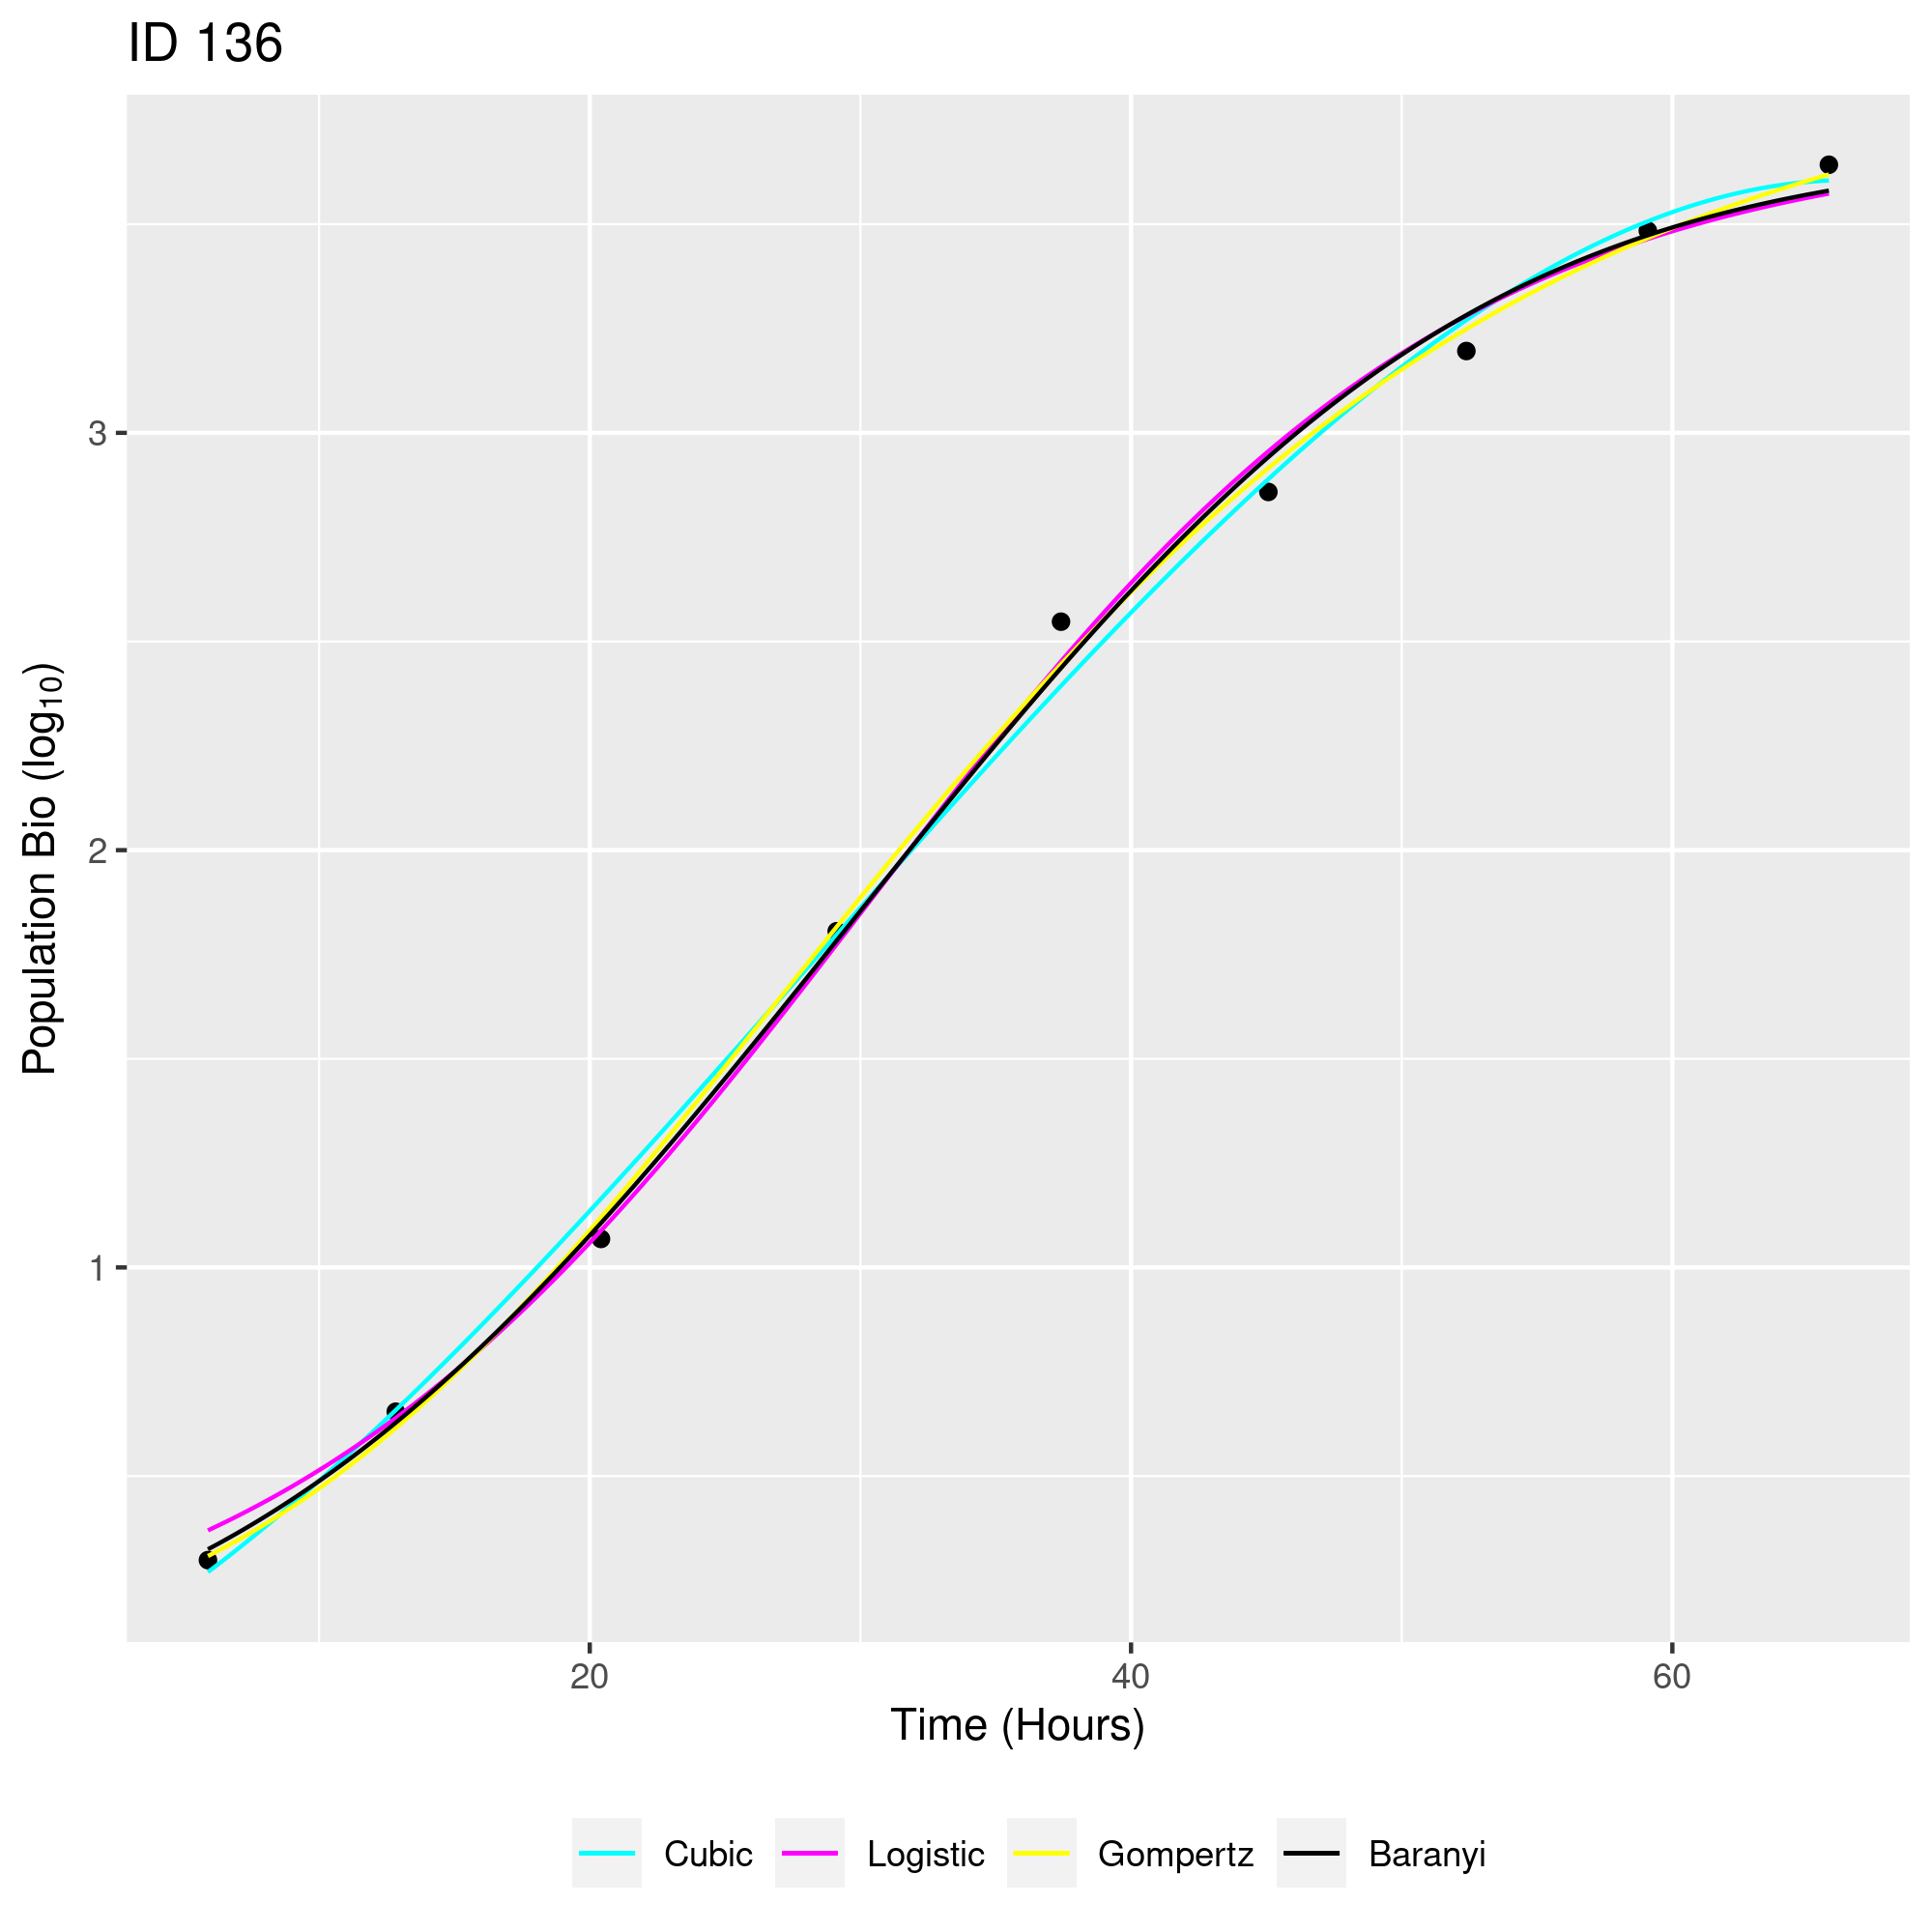 ID 136
Population Bio (log₁₀)
3
2
1
20 40 60
Time (Hours)
Cubic Logistic Gompertz Baranyi